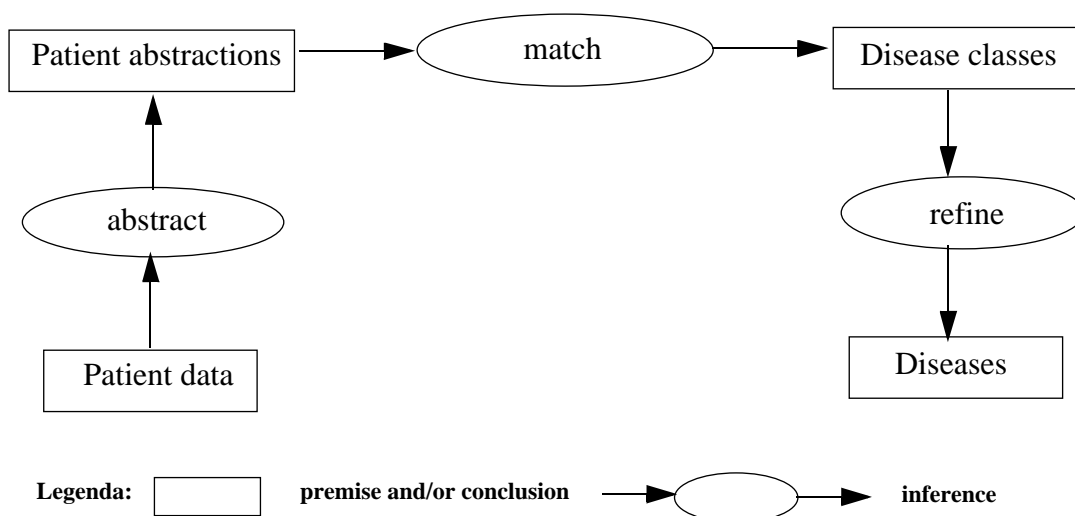 Patient abstractions
match
Disease classes
abstract
refine
Patient data
Diseases
Legenda:
premise and/or conclusion
inference